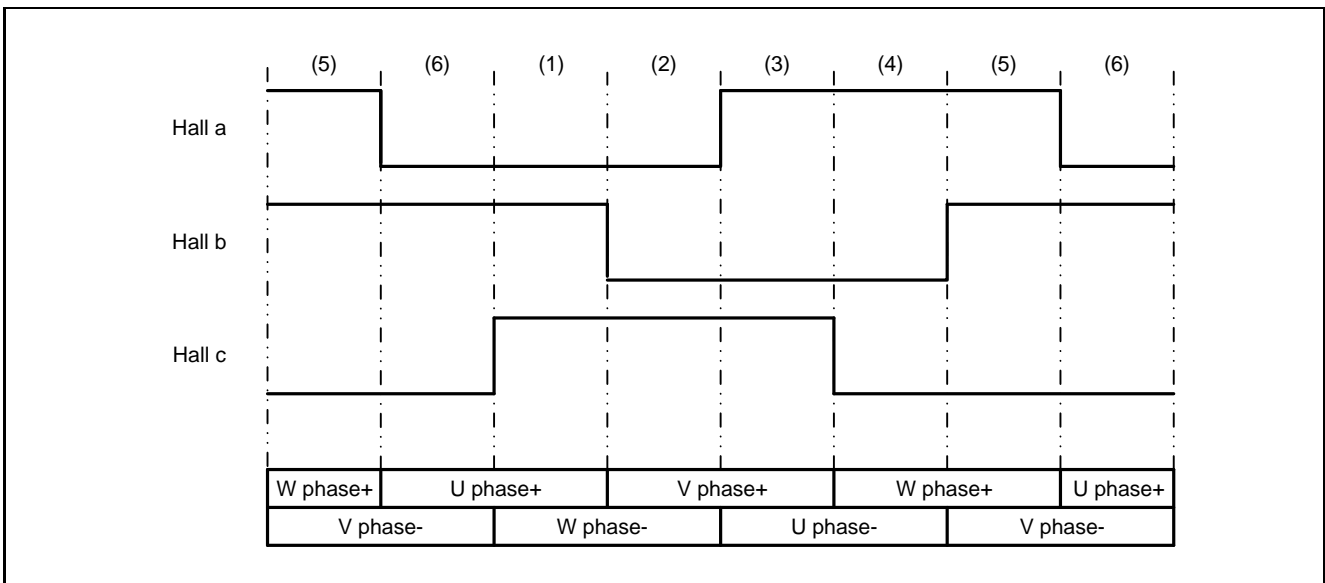 (5) (6) (1) (2) (3) (4) (5) (6)
Hall a
Hall b
Hall c
W phase+ U phase+ V phase+ W phase+ U phase+
V phase- W phase- U phase- V phase-